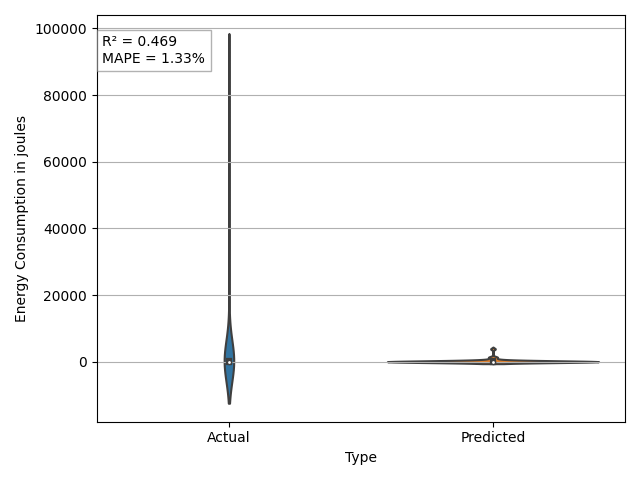 R² = 0.469
MAPE = 1.33%
100000
80000
60000
40000
20000
0
Energy Consumption in joules
Actual
Predicted
Type